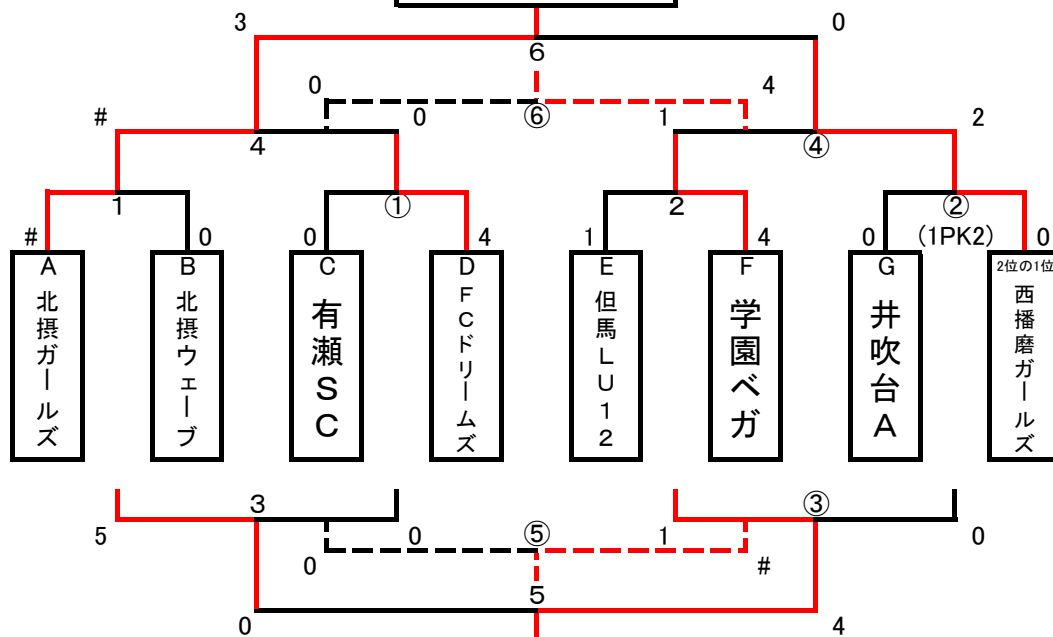 3 0
6
0 4
# 0 ⑥ 1 2
4 ④
1 ① 2 ②
# 0 0 4 1 4 0 (1PK2) 0
A B C D E F G 2位の1位
北摂ガールズ
北摂ウェーブ
有瀬SC
FCドリームズ
但馬LU12
学園ベガ
井吹台A
西播磨ガールズ
3 ③
5 0 ⑤ 1 0
0 #
5
0 4